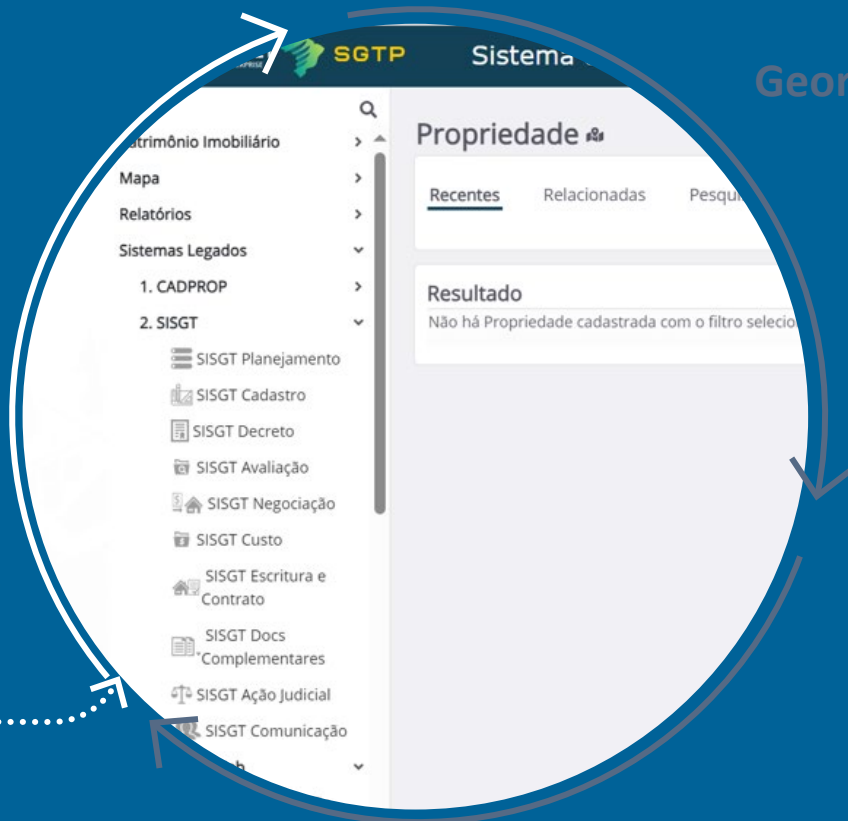 SGTP
Sistema
Geor
Patrimônio Imobiliário
Propriedade
Mapa
Recentes Relacionadas Pesqui
Relatórios
Sistemas Legados
1. CADPROP
Resultado
2. SISGT
Não há Propriedade cadastrada com o filtro selecio
SISGT Planejamento
SISGT Cadastro
SISGT Decreto
SISGT Avaliação
SISGT Negociação
SISGT Custo
SISGT Escritura e
Contrato
SISGT Docs
Complementares
SISGT Ação Judicial
SISGT Comunicação